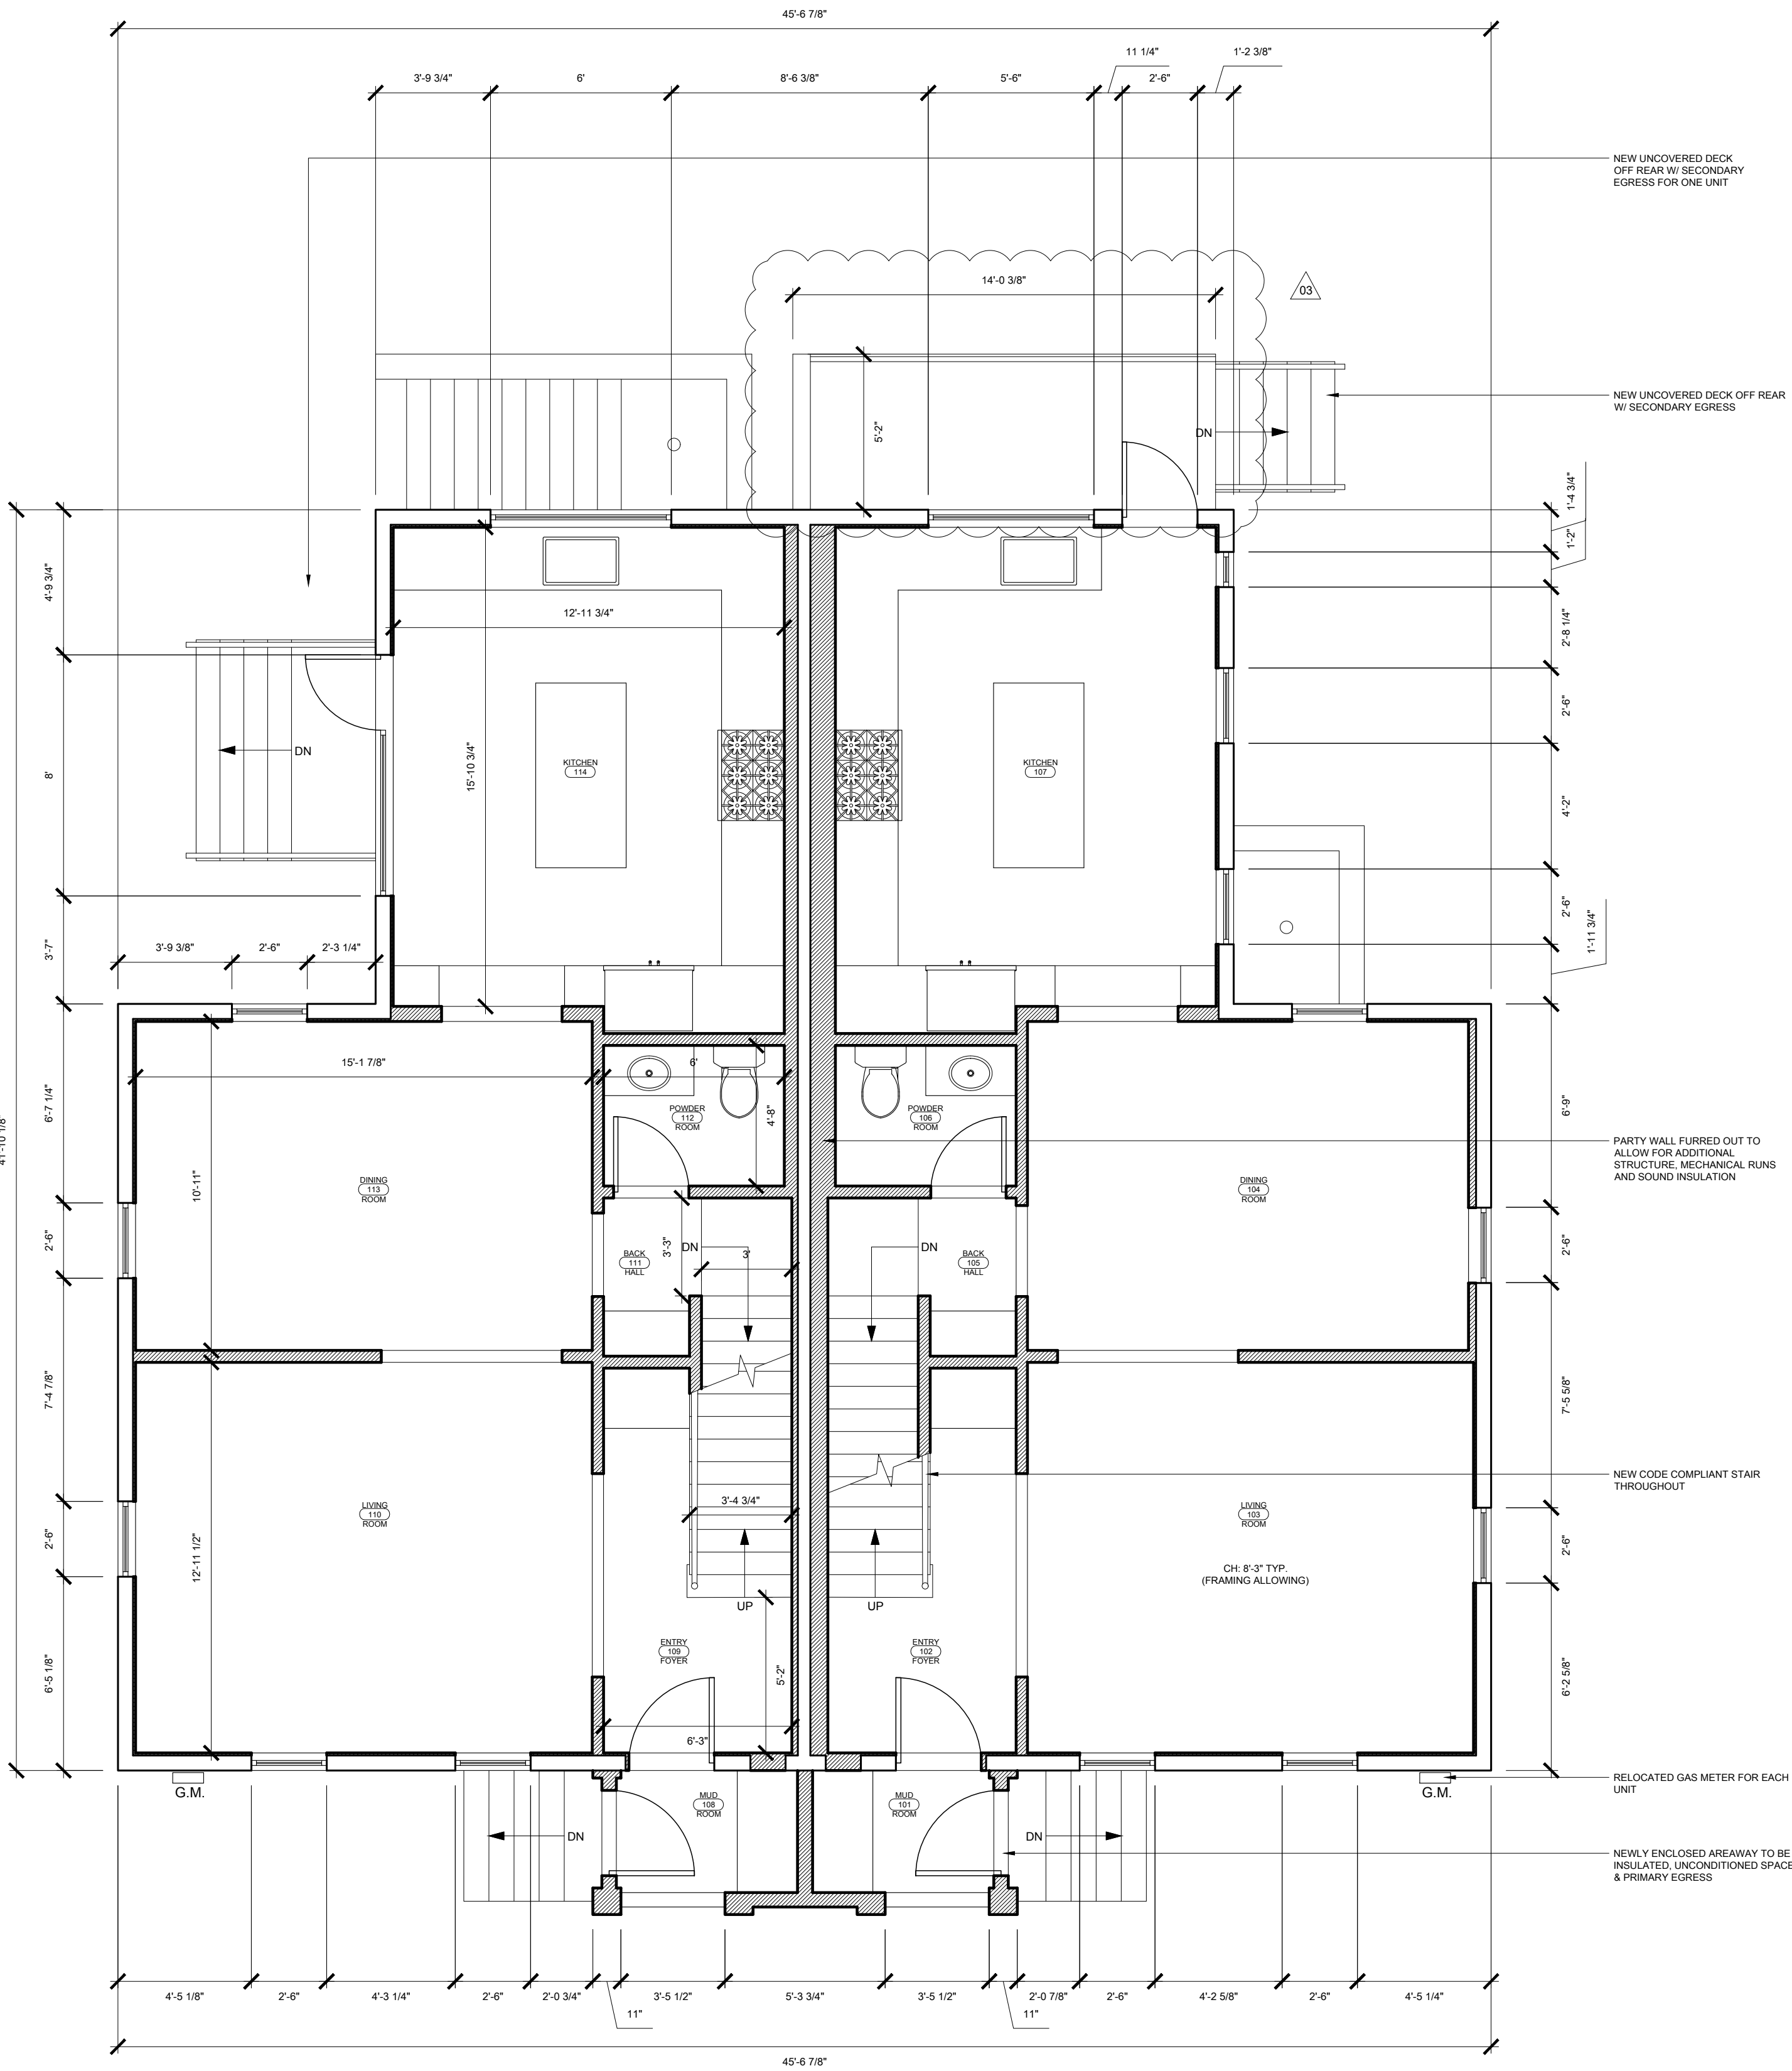 45'-6 7/8"
11 1/4"
1'-2 3/8"
3'-9 3/4"
6'
8'-6 3/8"
5'-6"
2'-6"
NEW UNCOVERED DECK
OFF REAR W/ SECONDARY
EGRESS FOR ONE UNIT
14'-0 3/8"
03
NEW UNCOVERED DECK OFF REAR
W/ SECONDARY EGRESS
5'-2"
DN
1'-4 3/4"
1'-2"
4'-9 3/4"
12'-11 3/4"
2'-8 1/4"
2'-6"
DN
8'
15'-10 3/4"
KITCHEN
114
KITCHEN
107
4'-2"
2'-6"
1'-11 3/4"
3'-7"
3'-9 3/8"
2'-6"
2'-3 1/4"
15'-1 7/8"
6'
6'-7 1/4"
6'-9"
41'-10 1/8"
POWDER
112
ROOM
4'-8"
POWDER
106
ROOM
PARTY WALL FURRED OUT TO
ALLOW FOR ADDITIONAL
STRUCTURE, MECHANICAL RUNS
AND SOUND INSULATION
10'-11"
DINING
113
ROOM
DINING
104
ROOM
2'-6"
BACK
111
HALL
3'-3"
DN
3'
DN
BACK
105
HALL
2'-6"
7'-4 7/8"
7'-5 5/8"
NEW CODE COMPLIANT STAIR
THROUGHOUT
LIVING
110
ROOM
3'-4 3/4"
LIVING
103
ROOM
2'-6"
12'-11 1/2"
2'-6"
CH: 8'-3" TYP.
(FRAMING ALLOWING)
UP
UP
ENTRY
109
FOYER
ENTRY
102
FOYER
6'-5 1/8"
5'-2"
6'-2 5/8"
6'-3"
G.M.
G.M.
RELOCATED GAS METER FOR EACH
UNIT
MUD
108
ROOM
MUD
101
ROOM
DN
DN
NEWLY ENCLOSED AREAWAY TO BE
INSULATED, UNCONDITIONED SPACE
& PRIMARY EGRESS
4'-5 1/8"
2'-6"
4'-3 1/4"
2'-6"
2'-0 3/4"
11"
3'-5 1/2"
5'-3 3/4"
3'-5 1/2"
11"
2'-0 7/8"
2'-6"
4'-2 5/8"
2'-6"
4'-5 1/4"
45'-6 7/8"